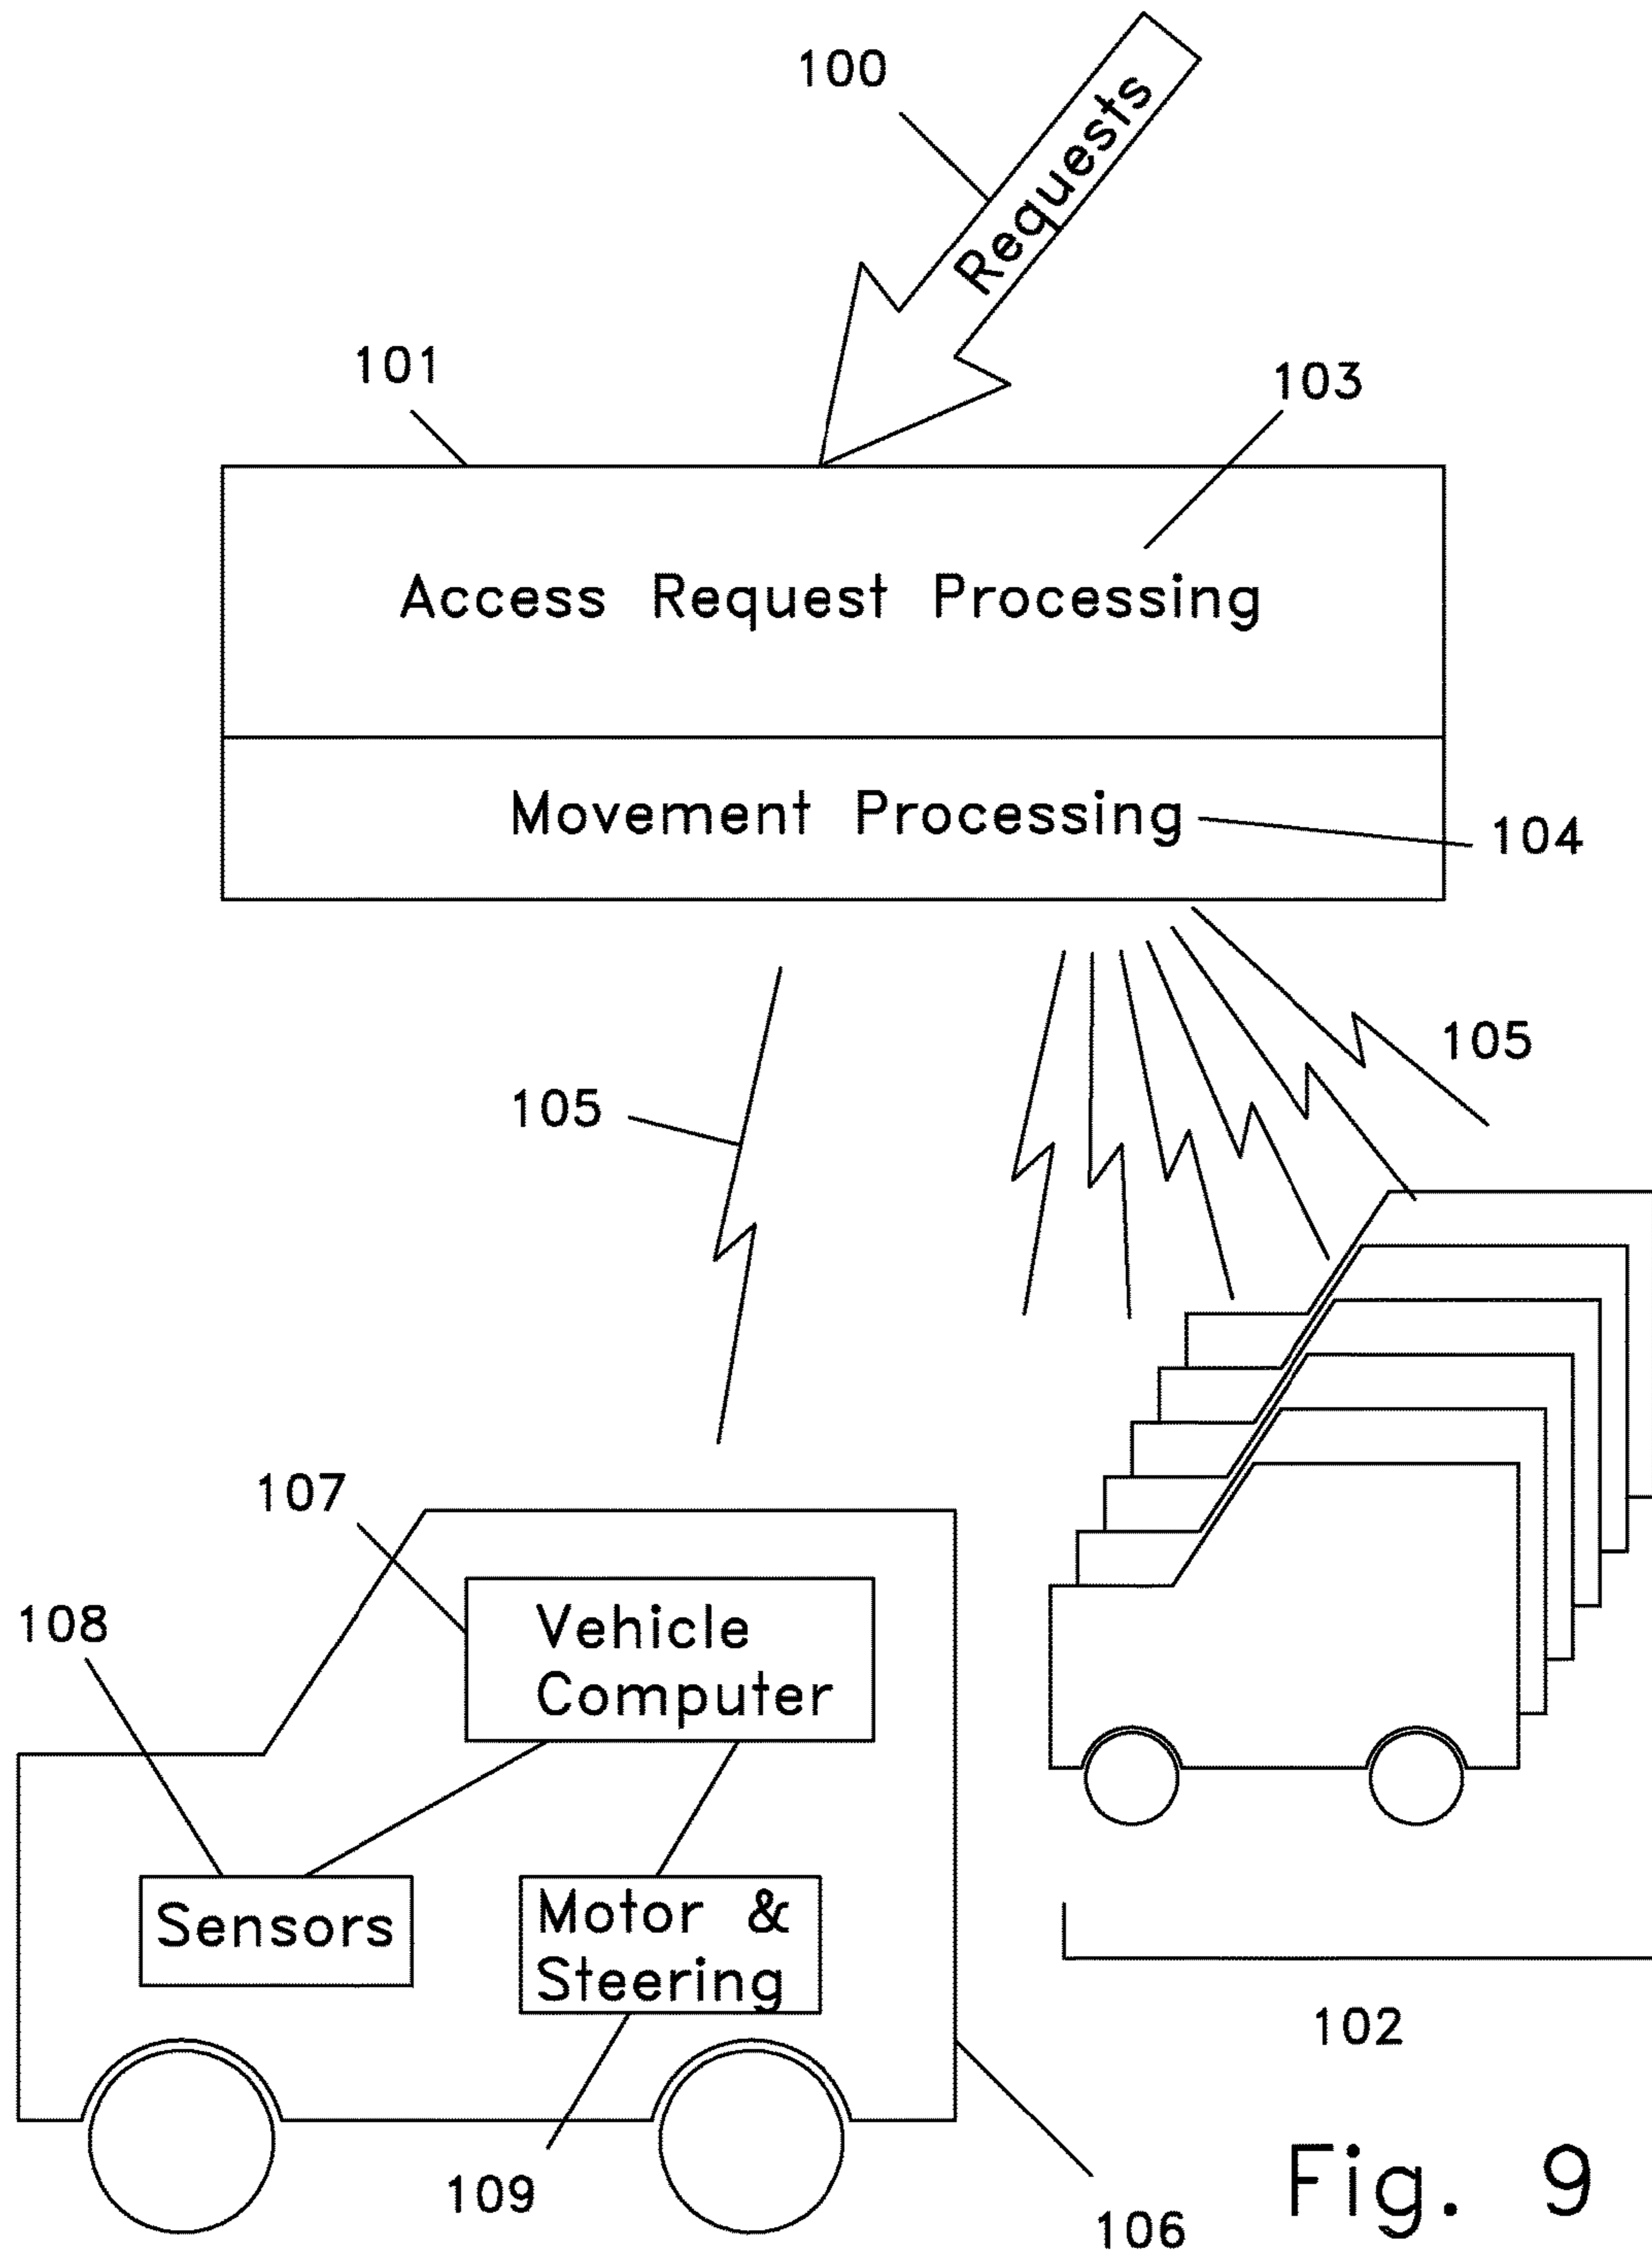 100
Requests
101
103
Access Request Processing
Movement Processing
104
105
105
107
Vehicle
Computer
108
Sensors
Motor &
Steering
102
109
106
Fig. 9